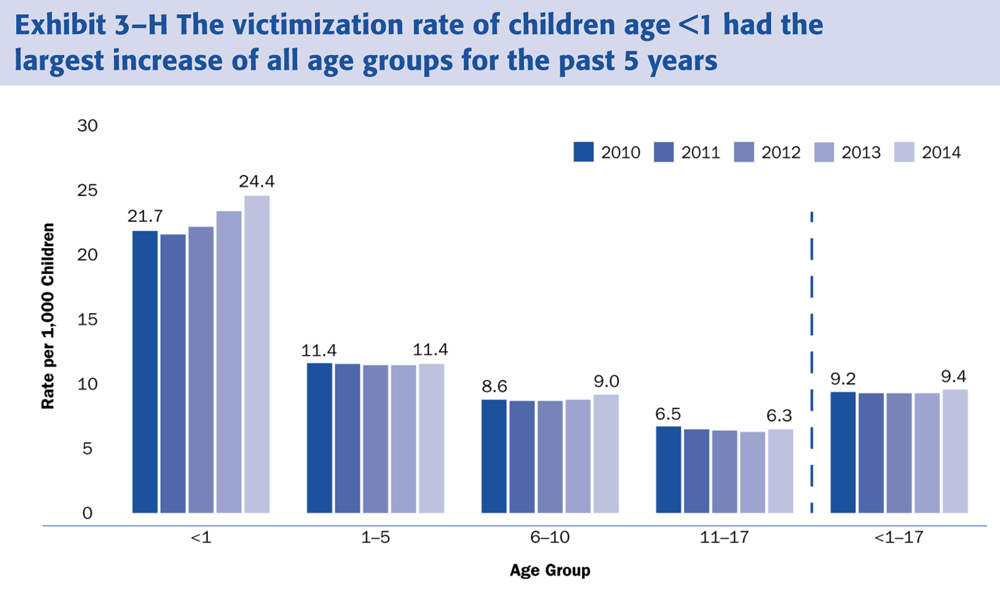 Exhibit 3–H The victimization rate of children age <1 had the
largest increase of all age groups for the past 5 years
30
25
20
15
10
5
0
Rate per 1,000 Children
2010 2011 2012 2013 2014
21.7 24.4
11.4 11.4
8.6 9.0
6.5 6.3
9.2 9.4
<1 1–5 6–10 11–17 <1–17
Age Group